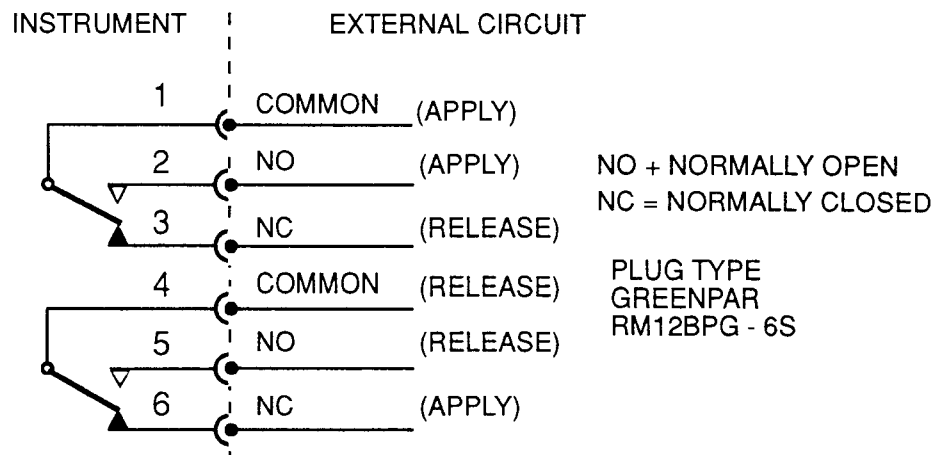 INSTRUMENT EXTERNAL CIRCUIT
1 COMMON (APPLY)
2 NO (APPLY)
3 NC (RELEASE)
4 COMMON (RELEASE)
5 NO (RELEASE)
6 NC (APPLY)
NO + NORMALLY OPEN
NC = NORMALLY CLOSED
PLUG TYPE
GREENPAR
RM12BPG - 6S